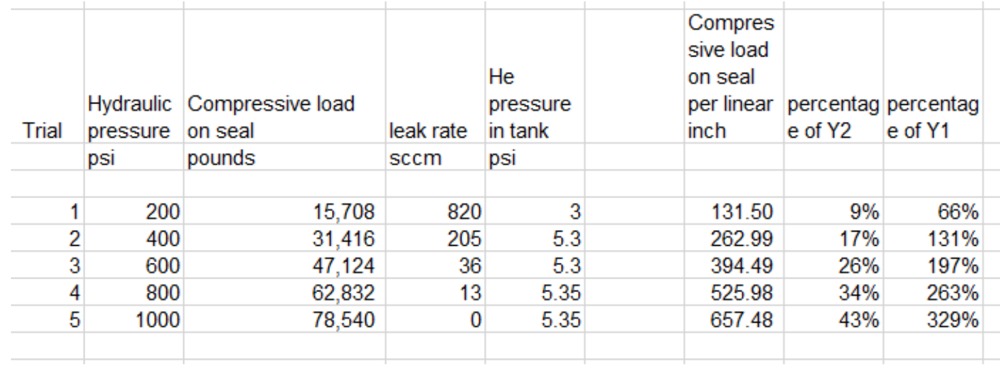 Compres
sive load
on seal
He
Hydraulic Compressive load pressure per linear percentag percentag
Trial pressure on seal leak rate in tank inch e of Y2 e of Y1
psi pounds sccm psi
1 200 15,708 820 3 131.50 9% 66%
2 400 31,416 205 5.3 262.99 17% 131%
3 600 47,124 36 5.3 394.49 26% 197%
4 800 62,832 13 5.35 525.98 34% 263%
5 1000 78,540 0 5.35 657.48 43% 329%